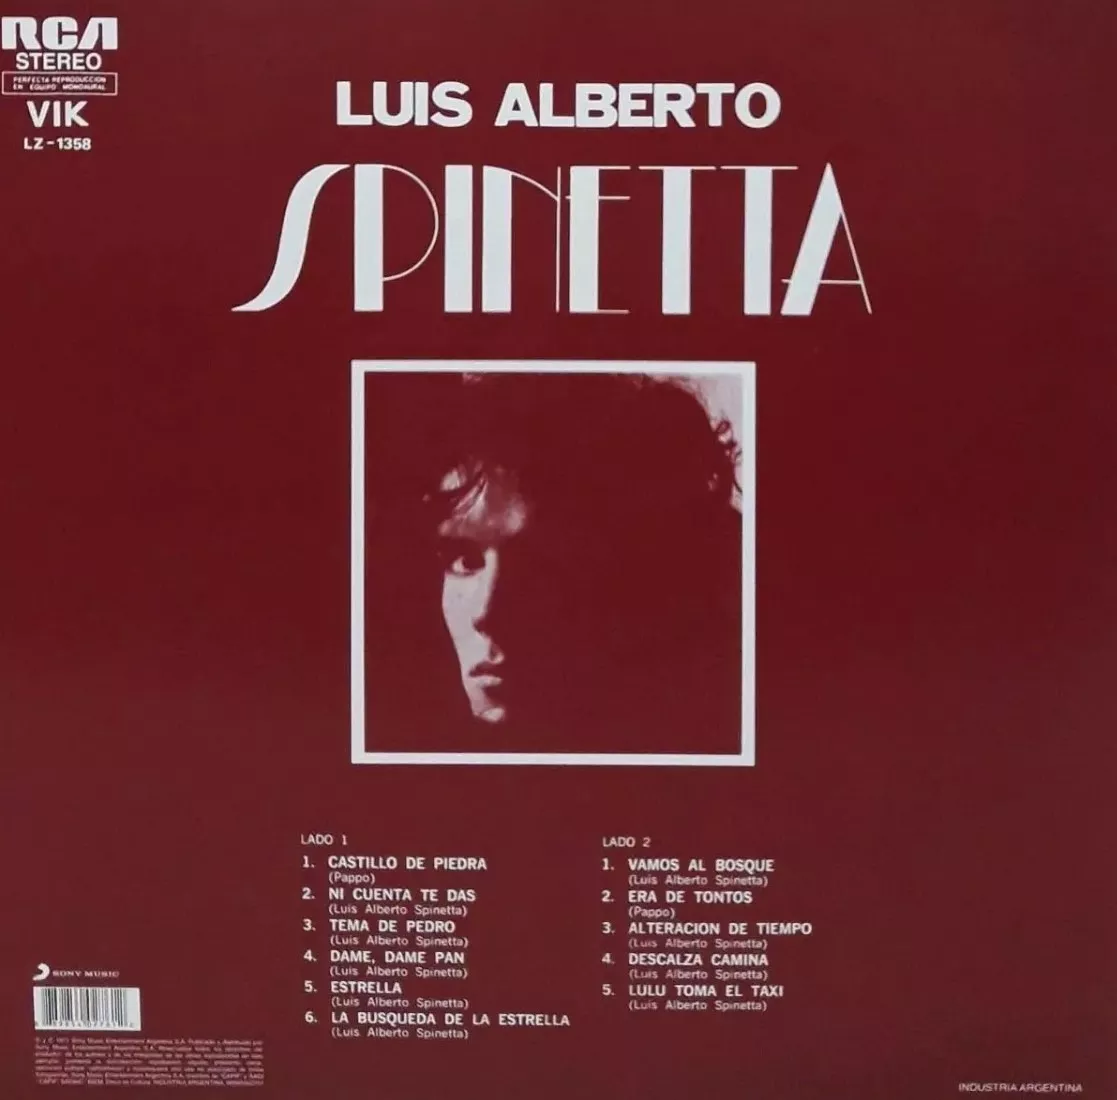 RCA
STEREO
PERFECTA REPRODUCCION
EN EQUIPO MONOAURAL
VIK
LZ-1358
LUIS ALBERTO
SPINETTA
LADO 1
1. CASTILLO DE PIEDRA
(Pappo)
2. NI CUENTA TE DAS
(Luis Alberto Spinetta)
3. TEMA DE PEDRO
(Luis Alberto Spinetta)
4. DAME, DAME PAN
(Luis Alberto Spinetta)
5. ESTRELLA
(Luis Alberto Spinetta)
6. LA BUSQUEDA DE LA ESTRELLA
(Luis Alberto Spinetta)
LADO 2
1. VAMOS AL BOSQUE
(Luis Alberto Spinetta)
2. ERA DE TONTOS
(Pappo)
3. ALTERACION DE TIEMPO
(Luis Alberto Spinetta)
4. DESCALZA CAMINA
(Luis Alberto Spinetta)
5. LULU TOMA EL TAXI
(Luis Alberto Spinetta)
SONY MUSIC
INDUSTRIA ARGENTINA